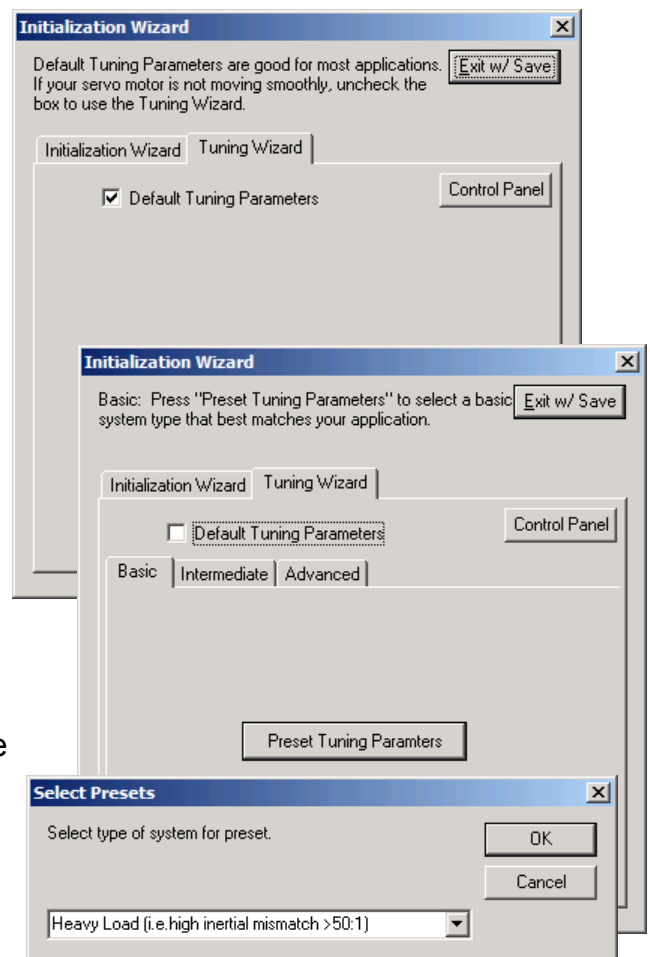 Initialization Wizard
Default Tuning Parameters are good for most applications.
If your servo motor is not moving smoothly, uncheck the
box to use the Tuning Wizard.
Exit w/ Save
Initialization Wizard
Tuning Wizard
Default Tuning Parameters
Control Panel
Initialization Wizard
Basic: Press "Preset Tuning Parameters" to select a basic
system type that best matches your application.
Exit w/ Save
Initialization Wizard
Tuning Wizard
Default Tuning Parameters
Control Panel
Basic
Intermediate
Advanced
Preset Tuning Paramters
e
Select Presets
Select type of system for preset.
OK
Cancel
Heavy Load (i.e.high inertial mismatch >50:1)